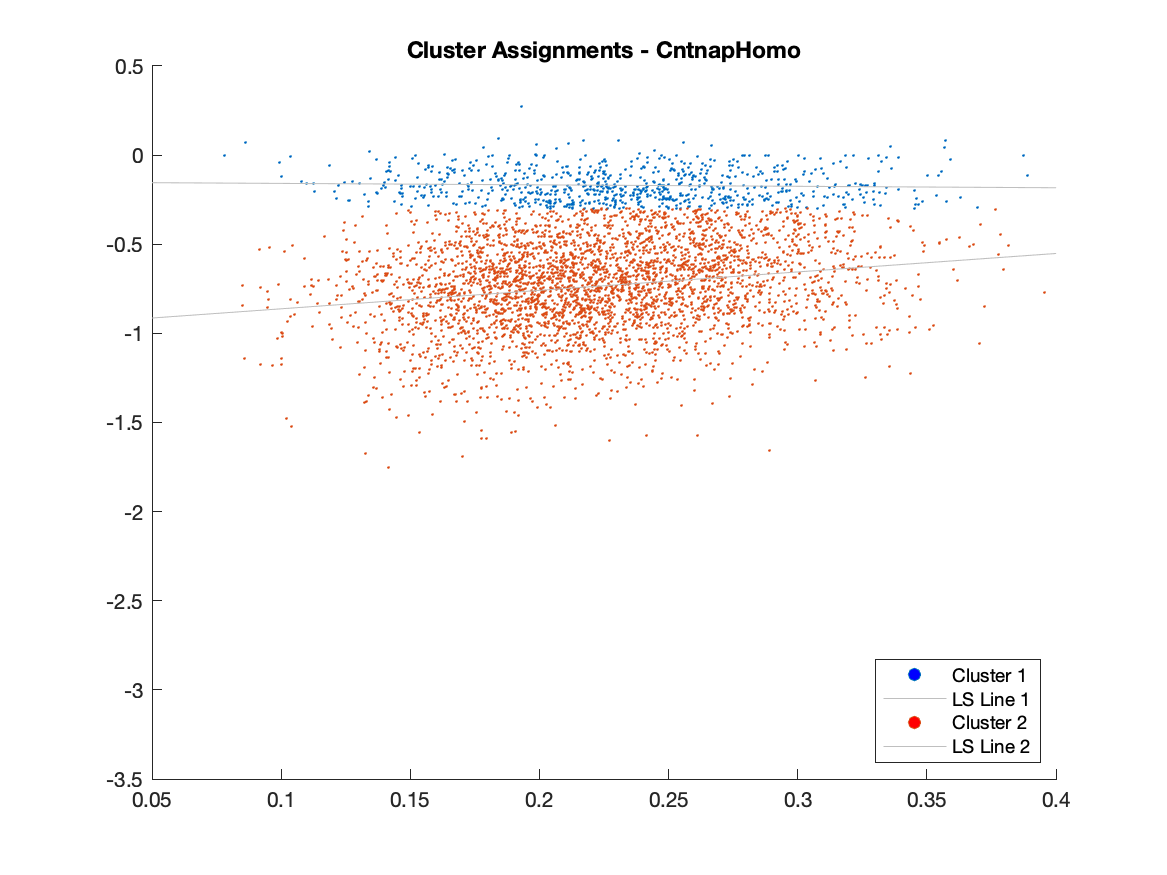 Cluster Assignments - CntnapHomo
0.5
0
-0.5
-1
-1.5
-2
-2.5
-3
-3.5
0.05 0.1 0.15 0.2 0.25 0.3 0.35 0.4
Cluster 1
LS Line 1
Cluster 2
LS Line 2